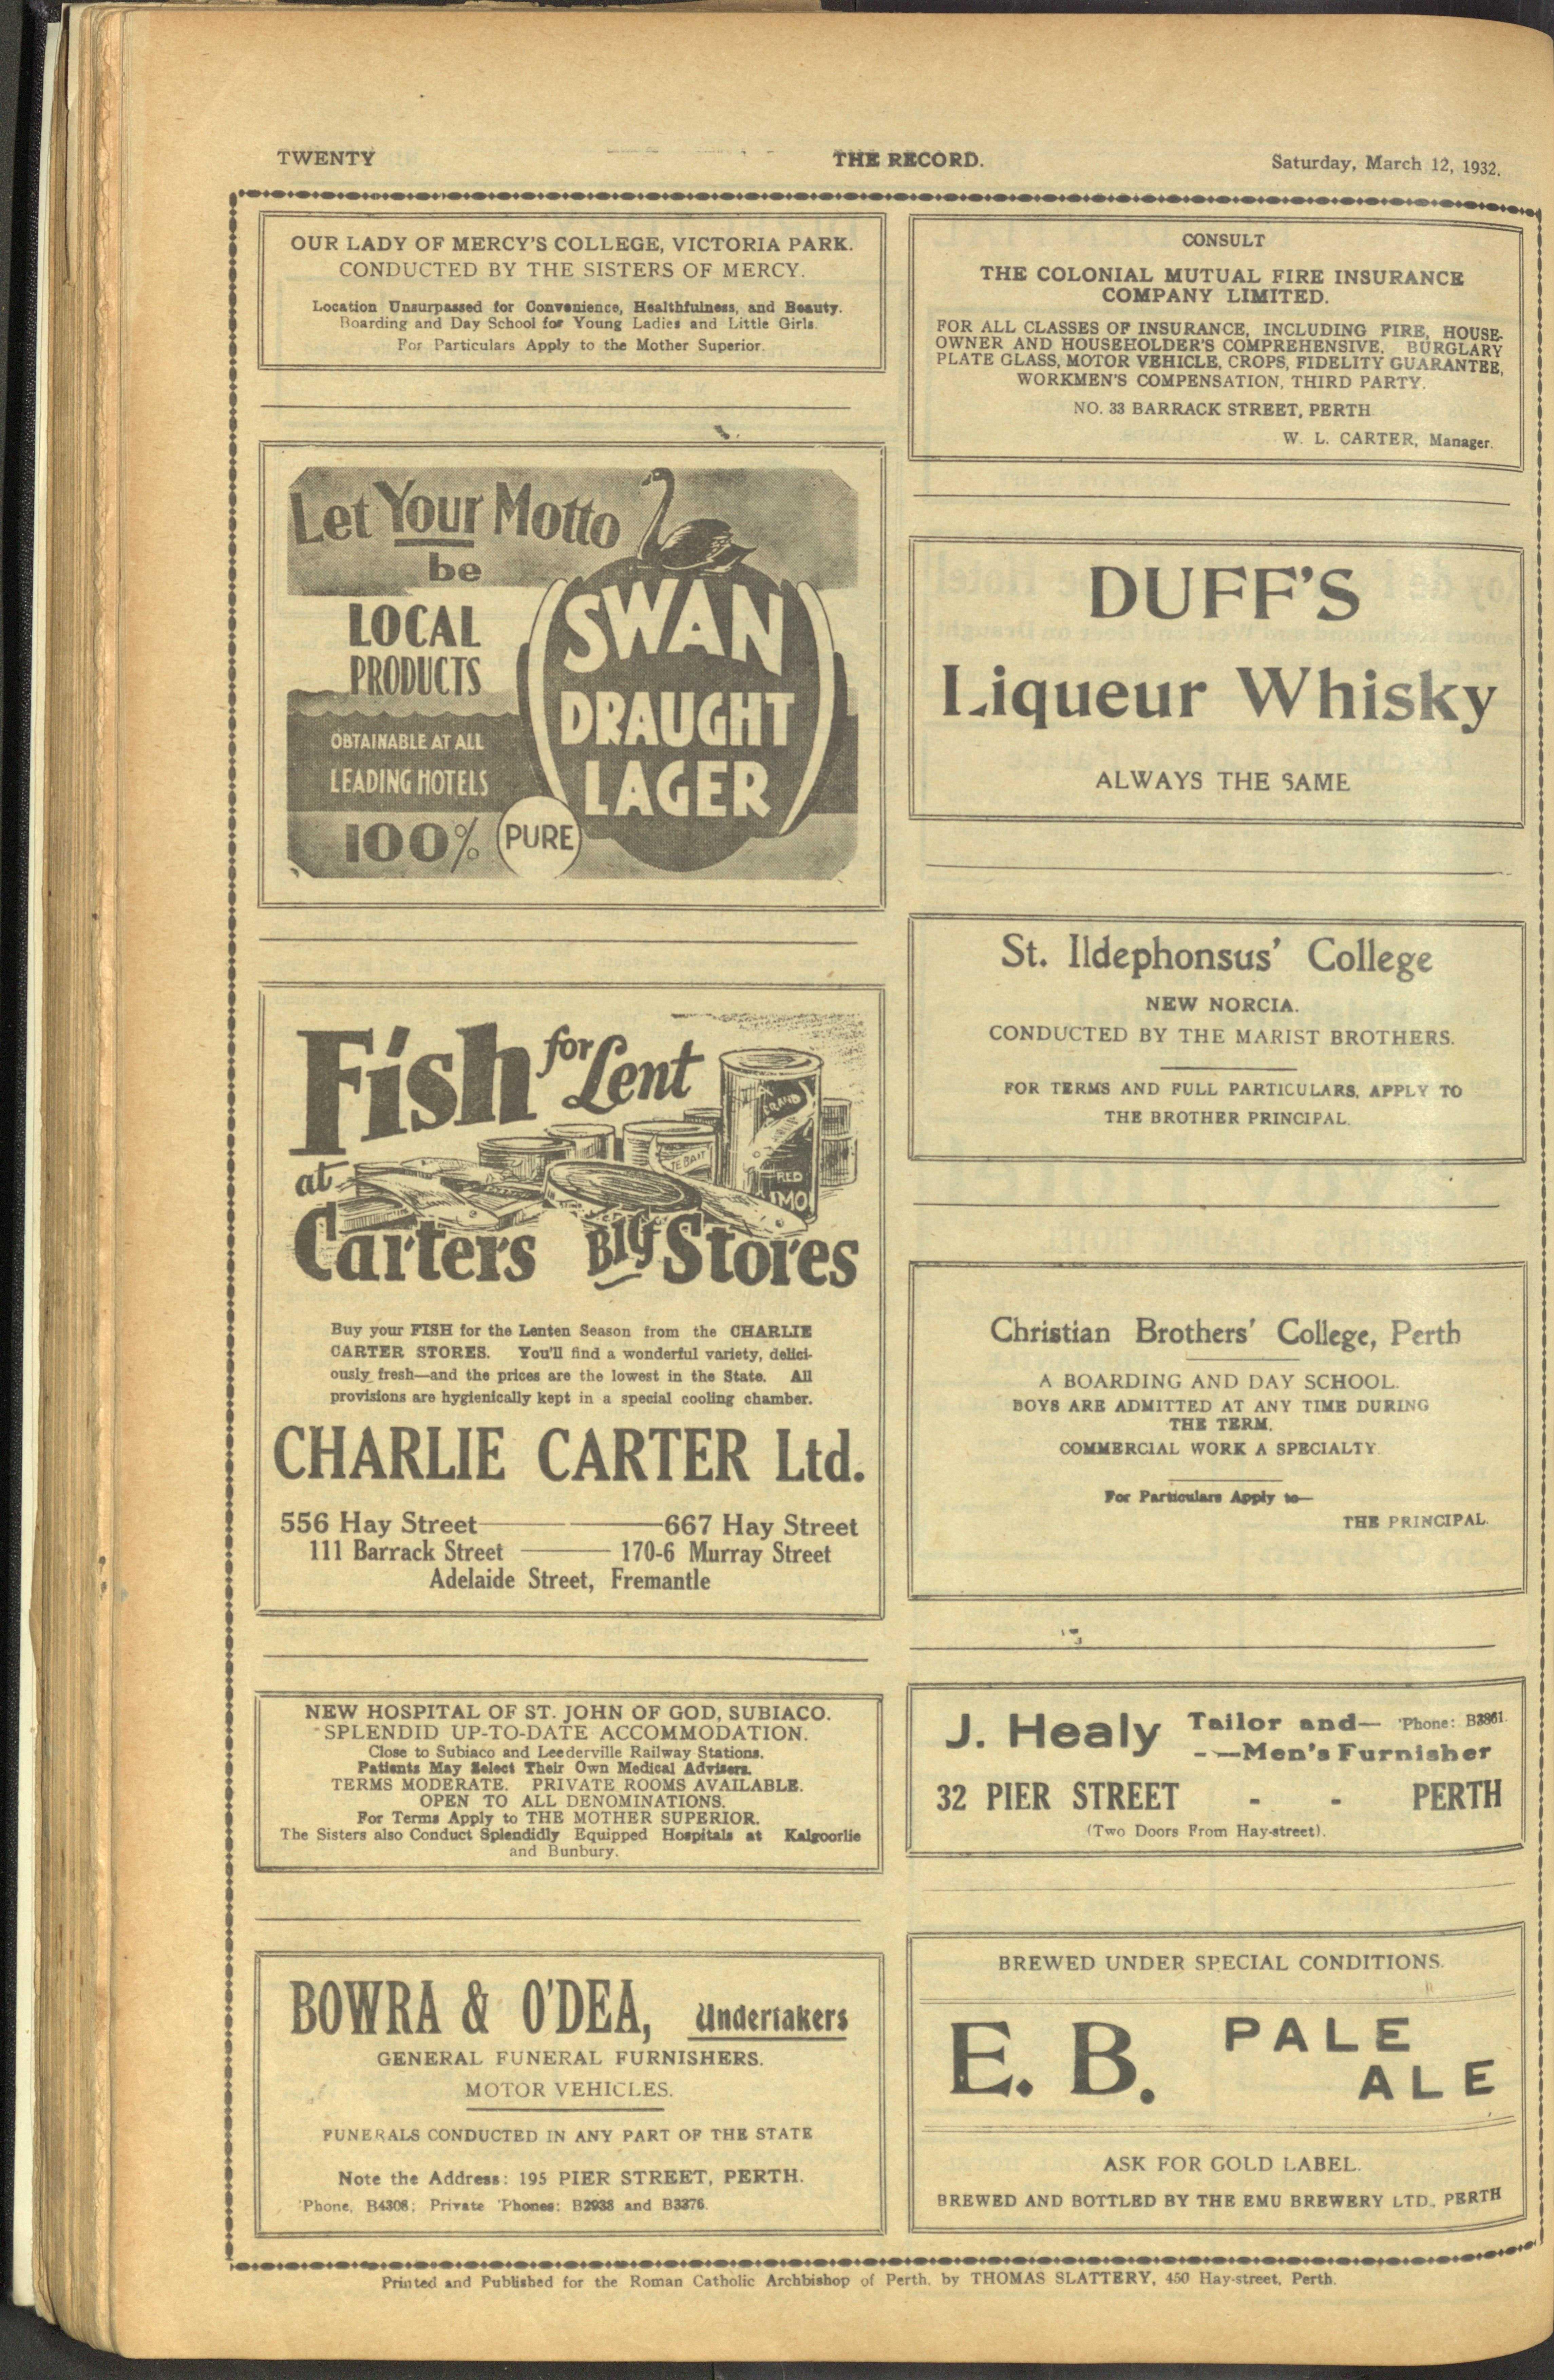 TWENTY
THE RECORD.
Saturday, March 12, 1932.
OUR LADY OF MERCY'S COLLEGE, VICTORIA PARK.
CONDUCTED BY THE SISTERS OF MERCY.
Location Unsurpassed for Convenience, Healthfulness, and Beauty.
Boarding and Day School for Young Ladies and Little Girls.
For Particulars Apply to the Mother Superior.
Let Your Motto
be
LOCAL
PRODUCTS
OBTAINABLE AT ALL
LEADING HOTELS
100% PURE
SWAN
DRAUGHT
LAGER
Fish for Lent
at
Carters BIG Stores
BRAND
TEBAIT
RED
Buy your FISH for the Lenten Season from the CHARLIE
CARTER STORES. You'll find a wonderful variety, delici-
ously fresh—and the prices are the lowest in the State. All
provisions are hygienically kept in a special cooling chamber.
CHARLIE CARTER Ltd.
556 Hay Street — — 667 Hay Street
111 Barrack Street — 170-6 Murray Street
Adelaide Street, Fremantle
NEW HOSPITAL OF ST. JOHN OF GOD, SUBIACO.
SPLENDID UP-TO-DATE ACCOMMODATION.
Close to Subiaco and Leederville Railway Stations.
Patients May Select Their Own Medical Advisers.
TERMS MODERATE. PRIVATE ROOMS AVAILABLE.
OPEN TO ALL DENOMINATIONS.
For Terms Apply to THE MOTHER SUPERIOR.
The Sisters also Conduct Splendidly Equipped Hospitals at Kalgoorlie
and Bunbury.
BOWRA & O'DEA, Undertakers
GENERAL FUNERAL FURNISHERS.
MOTOR VEHICLES.
FUNERALS CONDUCTED IN ANY PART OF THE STATE
Note the Address: 195 PIER STREET, PERTH.
'Phone, B4308; Private 'Phones: B2938 and B3376.
CONSULT
THE COLONIAL MUTUAL FIRE INSURANCE
COMPANY LIMITED.
FOR ALL CLASSES OF INSURANCE, INCLUDING FIRE, HOUSE-
OWNER AND HOUSEHOLDER'S COMPREHENSIVE, BURGLARY
PLATE GLASS, MOTOR VEHICLE, CROPS, FIDELITY GUARANTEE,
WORKMEN'S COMPENSATION, THIRD PARTY.
NO. 33 BARRACK STREET, PERTH
W. L. CARTER, Manager.
DUFF'S
Liqueur Whisky
ALWAYS THE SAME
St. Ildephonsus' College
NEW NORCIA.
CONDUCTED BY THE MARIST BROTHERS.
FOR TERMS AND FULL PARTICULARS, APPLY TO
THE BROTHER PRINCIPAL.
Christian Brothers' College, Perth
A BOARDING AND DAY SCHOOL.
BOYS ARE ADMITTED AT ANY TIME DURING
THE TERM.
COMMERCIAL WORK A SPECIALTY
For Particulars Apply to—
THE PRINCIPAL.
J. Healy Tailor and— 'Phone: B3861.
- —Men's Furnisher
32 PIER STREET - - PERTH
(Two Doors From Hay-street).
BREWED UNDER SPECIAL CONDITIONS.
E. B. PALE
ALE
ASK FOR GOLD LABEL.
BREWED AND BOTTLED BY THE EMU BREWERY LTD., PERTH
Printed and Published for the Roman Catholic Archbishop of Perth, by THOMAS SLATTERY, 450 Hay-street, Perth.